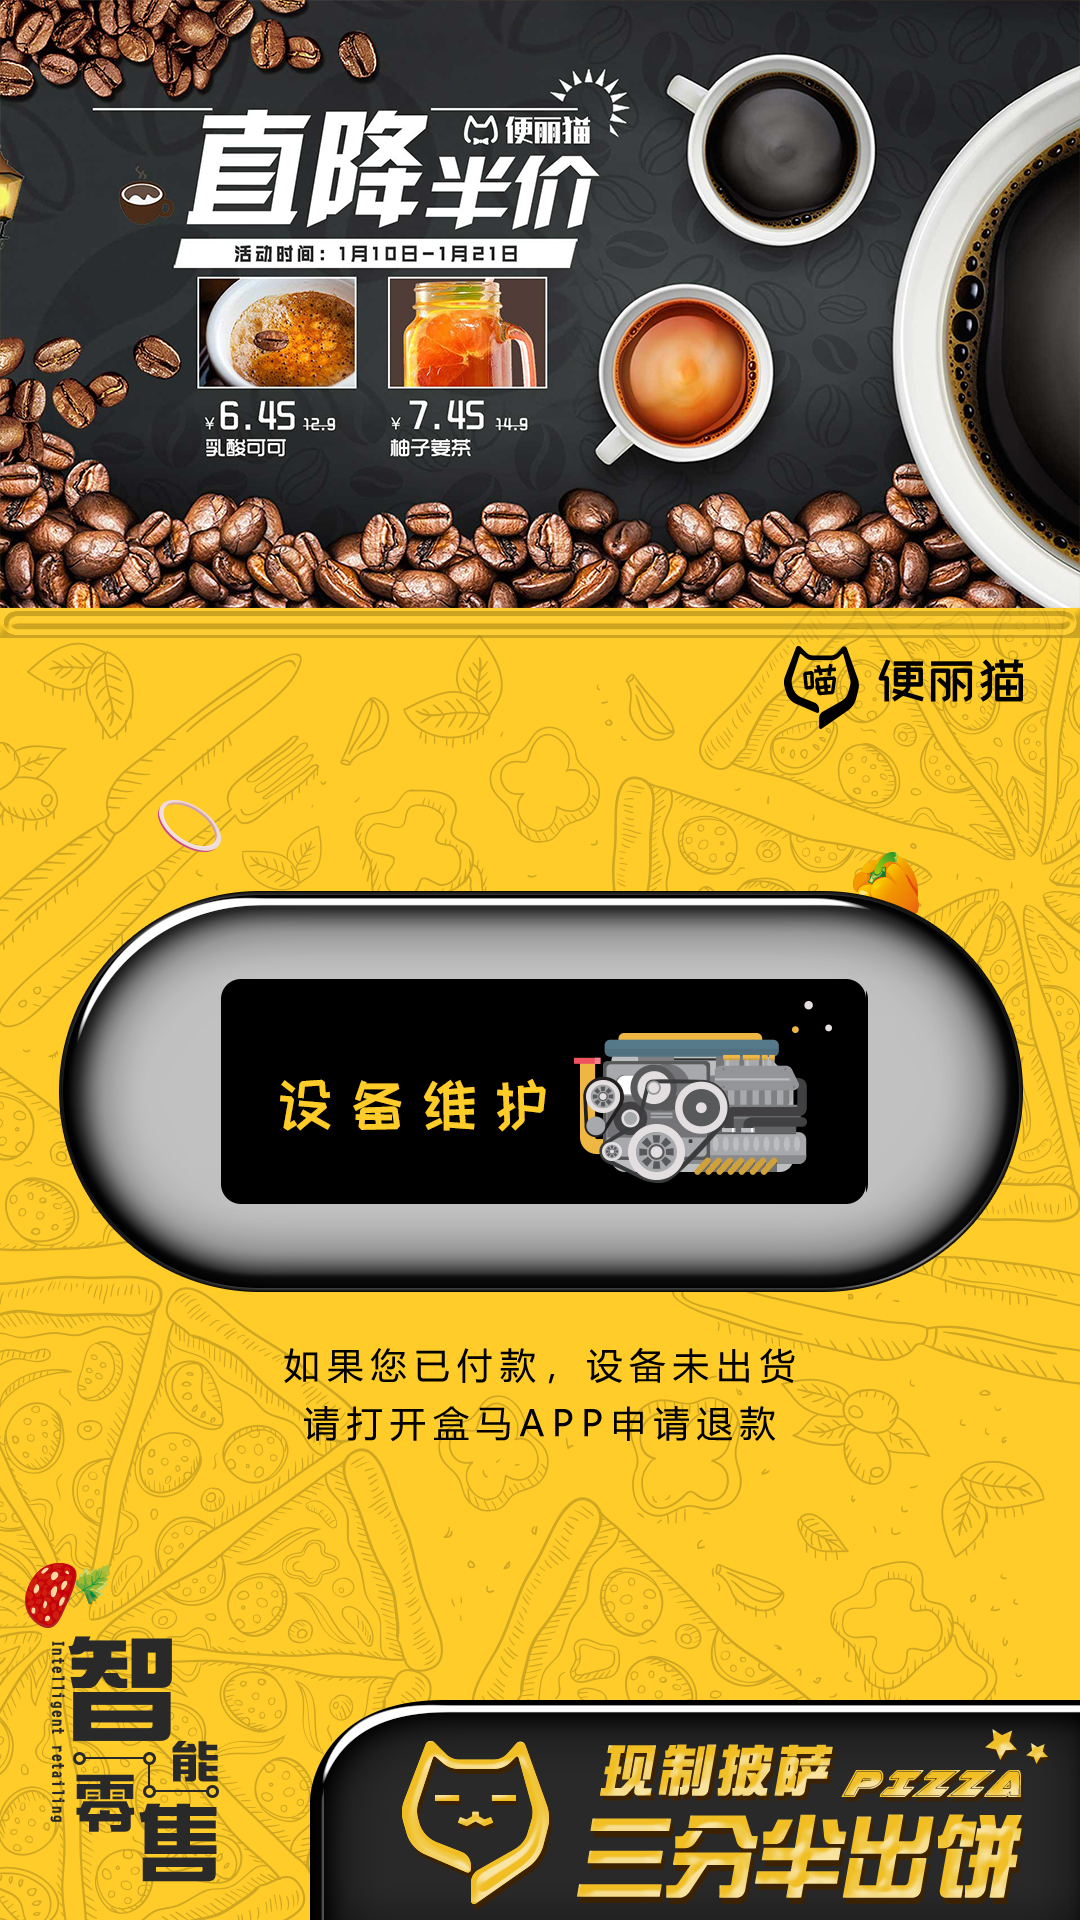 便丽猫
直降半价
活动时间：1月10日-1月21日
¥6.45 12.9
乳酸可可
¥7.45 14.9
柚子姜茶
喵 便丽猫
设备维护
如果您已付款，设备未出货
请打开盒马APP申请退款
智能零售
Intelligent retailing
现制披萨 PIZZA
三分半出饼